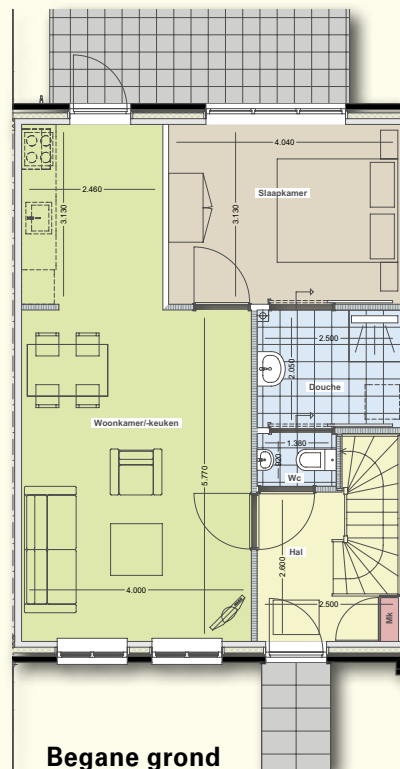 4.040
Slaapkamer
2.460
3.130
3.130
2.500
2.050
Douche
Woonkamer/-keuken
1.380
920
Wc
5.770
Hal
2.600
4.000
2.500
Mk
Begane grond